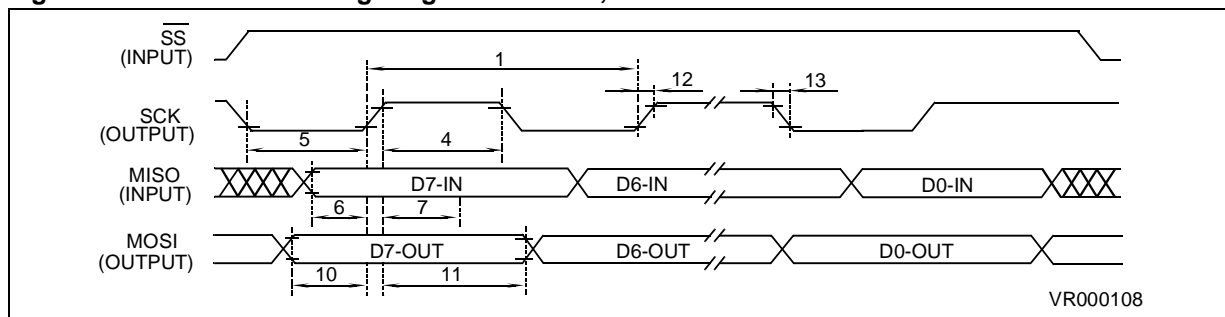 SS
(INPUT)
1
12
13
SCK
(OUTPUT)
5
4
MISO
(INPUT)
D7-IN
D6-IN
D0-IN
6
7
MOSI
(OUTPUT)
D7-OUT
D6-OUT
D0-OUT
10
11
VR000108